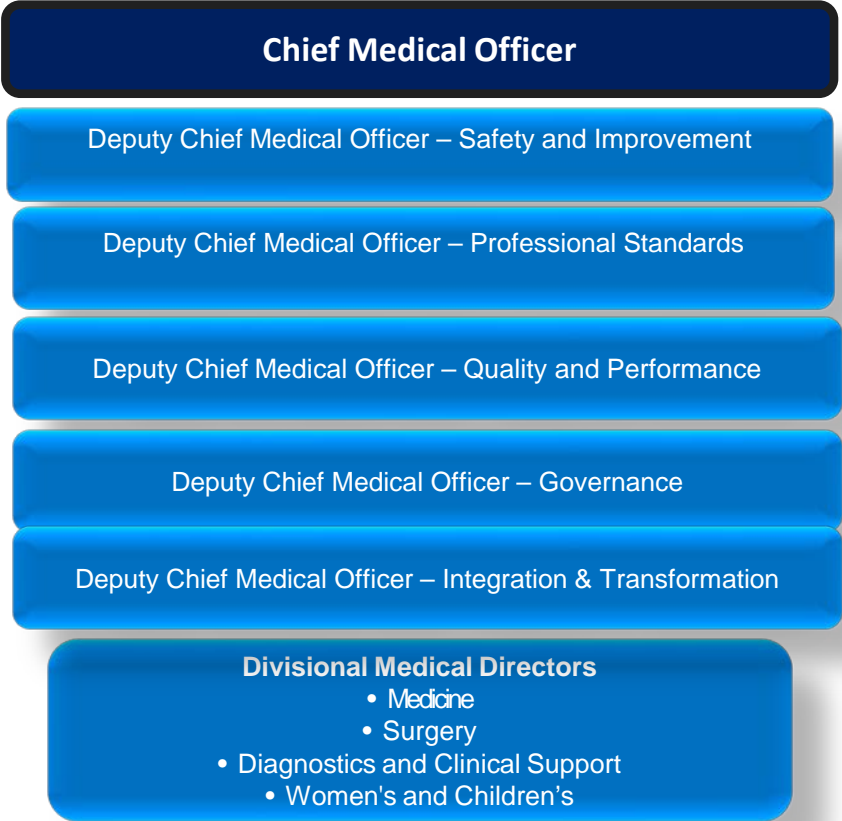 Chief Medical Officer
Deputy Chief Medical Officer – Safety and Improvement
Deputy Chief Medical Officer – Professional Standards
Deputy Chief Medical Officer – Quality and Performance
Deputy Chief Medical Officer – Governance
Deputy Chief Medical Officer – Integration & Transformation
Divisional Medical Directors
• Medicine
• Surgery
• Diagnostics and Clinical Support
• Women's and Children’s